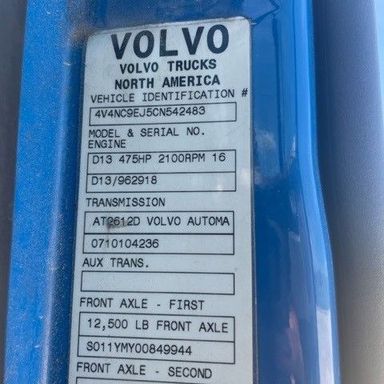 VOLVO
VOLVO TRUCKS
NORTH AMERICA
VEHICLE IDENTIFICATION #
4V4NC9EJ5CN542483
MODEL & SERIAL NO.
ENGINE
D13 475HP 2100RPM 16
D13/962918
TRANSMISSION
AT2612D VOLVO AUTOMA
0710104236
AUX TRANS.
FRONT AXLE - FIRST
12,500 LB FRONT AXLE
S011YMY00849944
FRONT AXLE - SECOND